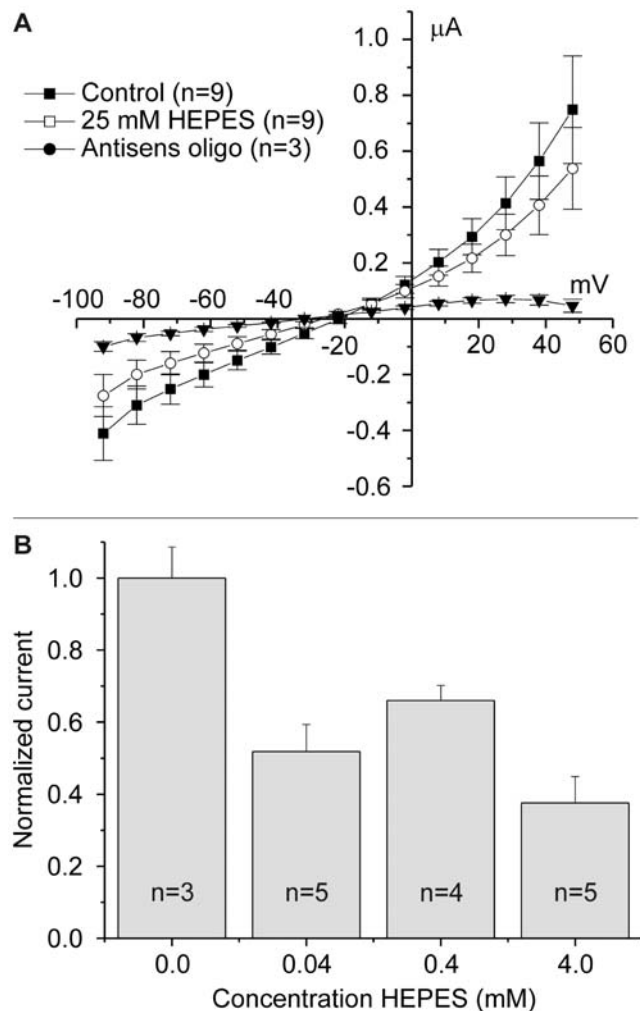 A
μA
Control (n=9)
25 mM HEPES (n=9)
Antisens oligo (n=3)
1.0
0.8
0.6
0.4
0.2
mV
-100 -80 -60 -40
-20 20 40 60
-0.2
-0.4
-0.6
B
Normalized current
1.0
0.8
0.6
0.4
0.2
0.0
n=3 n=5 n=4 n=5
0.0 0.04 0.4 4.0
Concentration HEPES (mM)